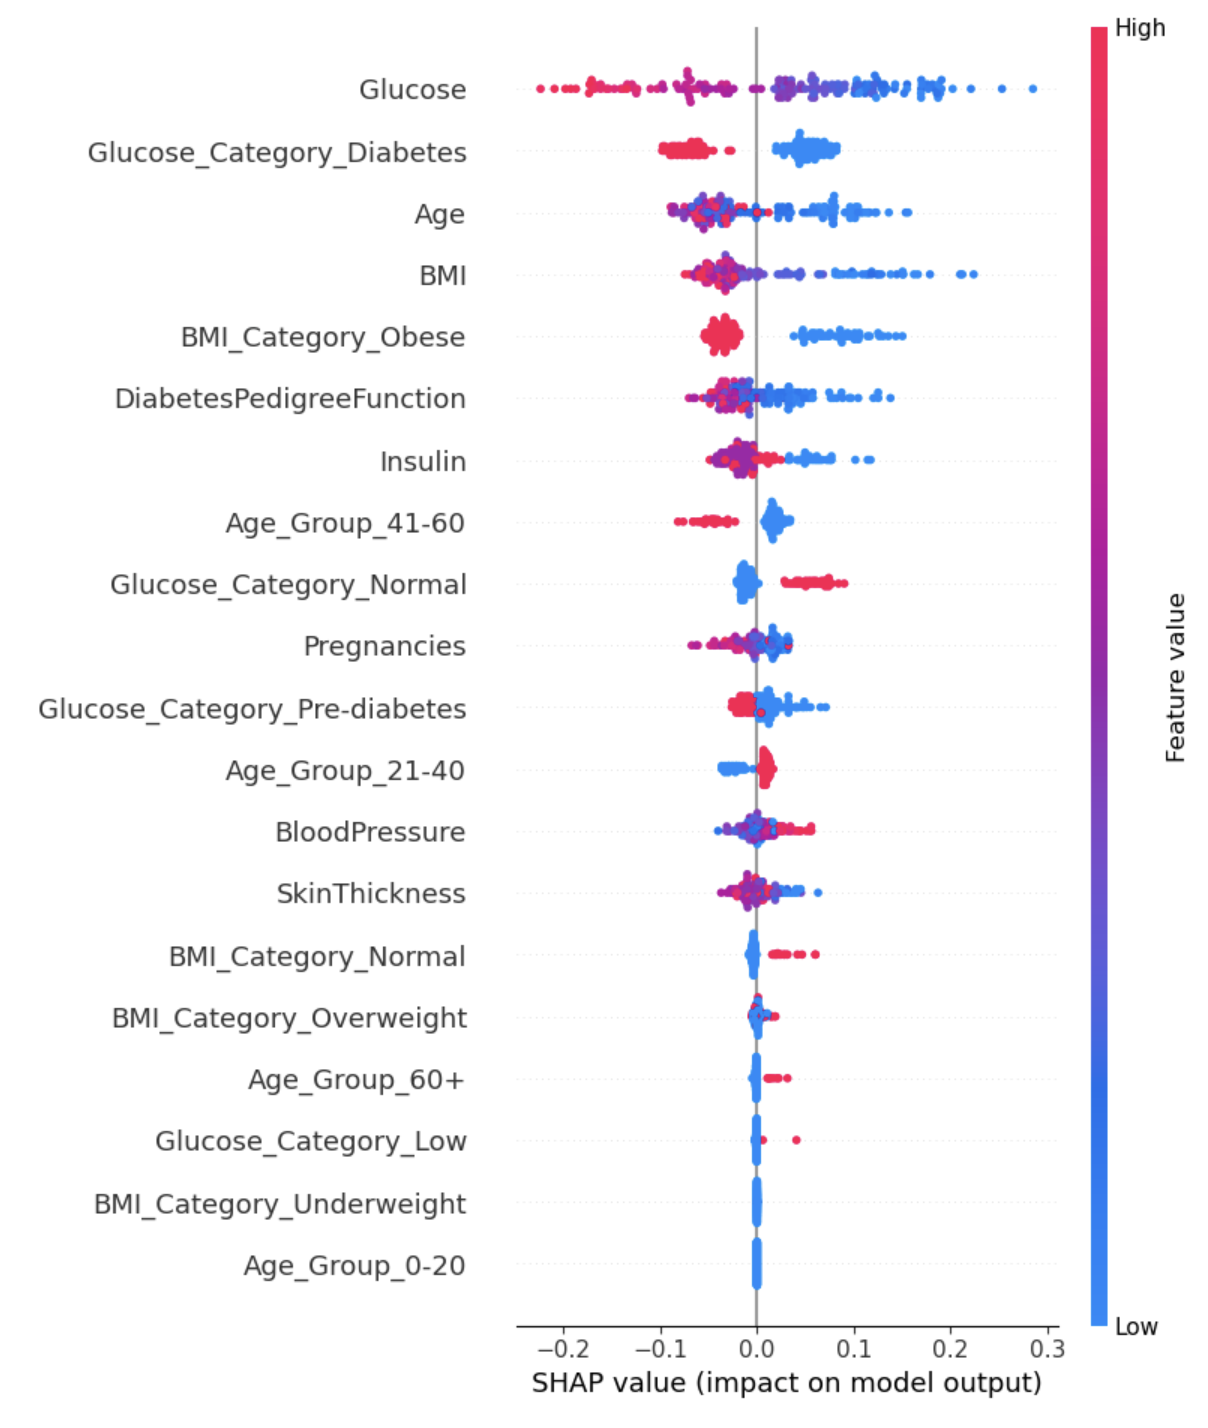 High
Glucose
Glucose_Category_Diabetes
Age
BMI
BMI_Category_Obese
DiabetesPedigreeFunction
Insulin
Age_Group_41-60
Glucose_Category_Normal
Pregnancies
Glucose_Category_Pre-diabetes
Age_Group_21-40
BloodPressure
SkinThickness
BMI_Category_Normal
BMI_Category_Overweight
Age_Group_60+
Glucose_Category_Low
BMI_Category_Underweight
Age_Group_0-20
Feature value
Low
−0.2 −0.1 0.0 0.1 0.2 0.3
SHAP value (impact on model output)